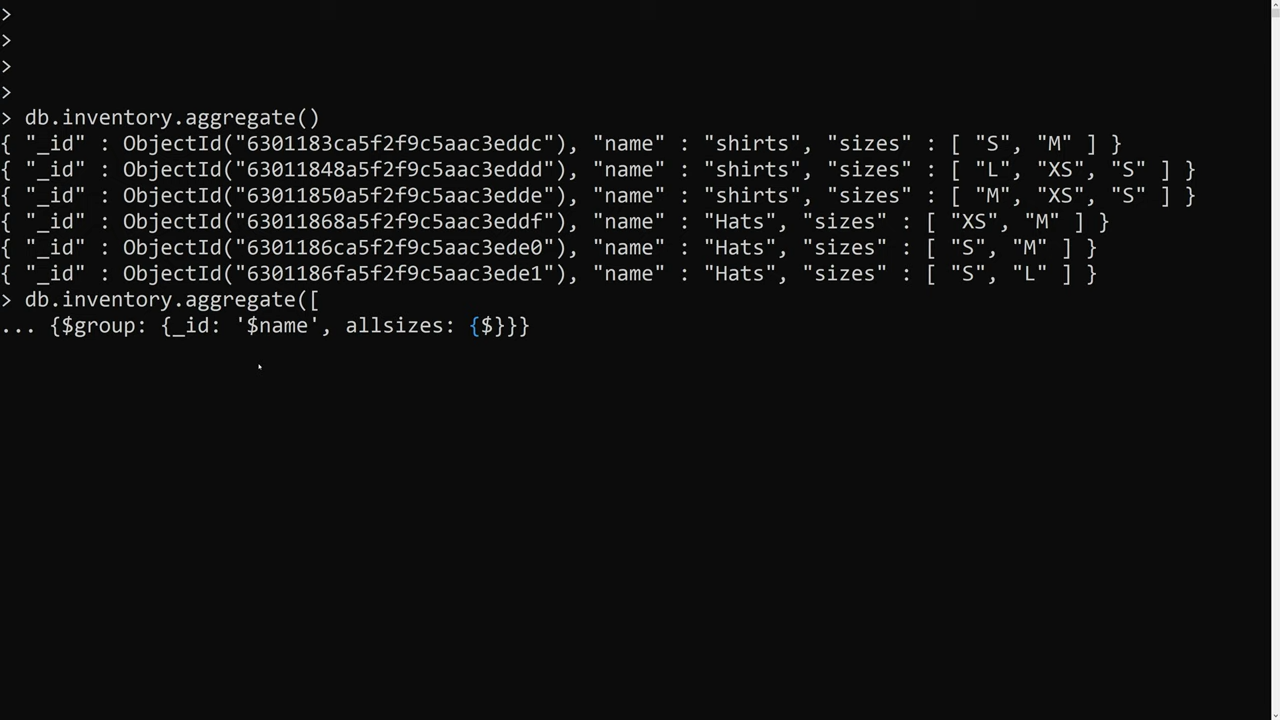 >
>
>
>
> db.inventory.aggregate()
{ "_id" : ObjectId("6301183ca5f2f9c5aac3eddc"), "name" : "shirts", "sizes" : [ "S", "M" ] }
{ "_id" : ObjectId("63011848a5f2f9c5aac3eddd"), "name" : "shirts", "sizes" : [ "L", "XS", "S" ] }
{ "_id" : ObjectId("63011850a5f2f9c5aac3edde"), "name" : "shirts", "sizes" : [ "M", "XS", "S" ] }
{ "_id" : ObjectId("63011868a5f2f9c5aac3eddf"), "name" : "Hats", "sizes" : [ "XS", "M" ] }
{ "_id" : ObjectId("6301186ca5f2f9c5aac3ede0"), "name" : "Hats", "sizes" : [ "S", "M" ] }
{ "_id" : ObjectId("6301186fa5f2f9c5aac3ede1"), "name" : "Hats", "sizes" : [ "S", "L" ] }
> db.inventory.aggregate([
... {$group: {_id: '$name', allsizes: {$}}}